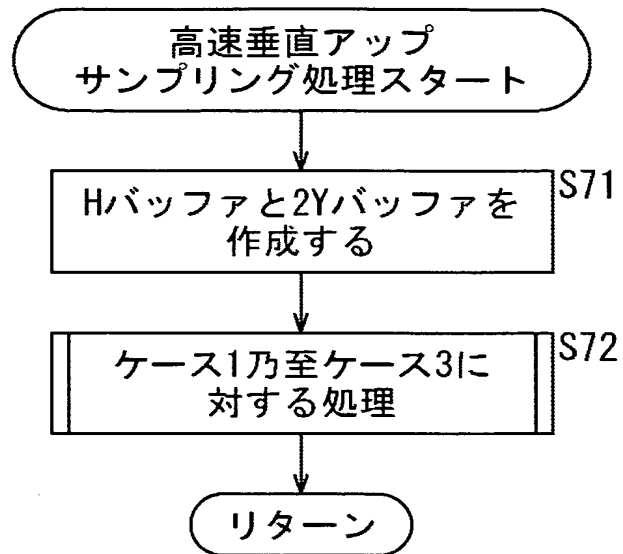 高速垂直アップ
サンプリング処理スタート
S71
Hバッファと2Yバッファを
作成する
S72
ケース1乃至ケース3に
対する処理
リターン